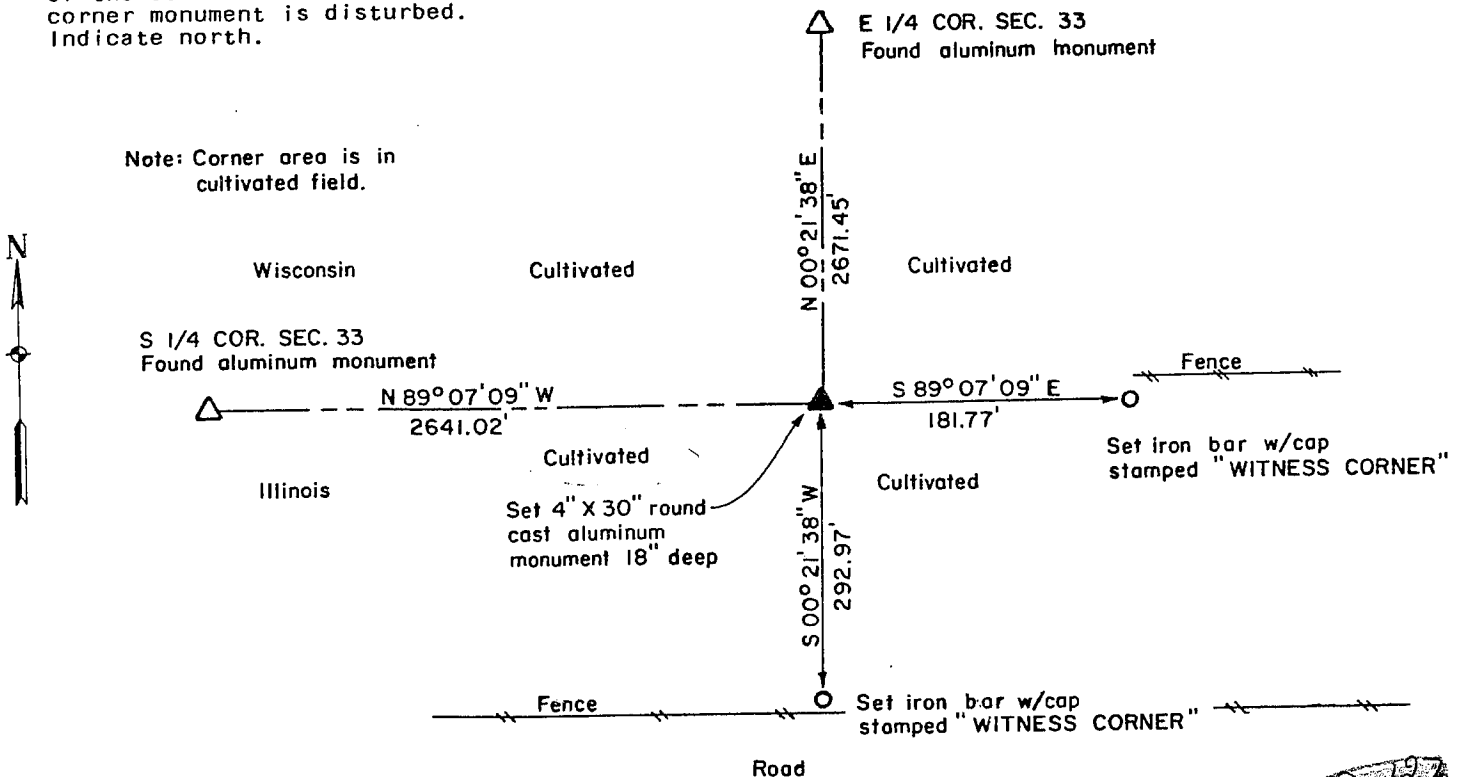 corner monument is disturbed.
Indicate north.
E 1/4 COR. SEC. 33
Found aluminum monument
Note: Corner area is in
cultivated field.
N 00° 21' 38" E
2671.45'
N
Wisconsin
Cultivated
Cultivated
S 1/4 COR. SEC. 33
Found aluminum monument
Fence
N 89° 07' 09" W
2641.02'
S 89° 07' 09" E
181.77'
Set iron bar w/cap
stamped "WITNESS CORNER"
Cultivated
Illinois
Cultivated
Set 4" X 30" round
cast aluminum
monument 18" deep
S 00° 21' 38" W
292.97'
Fence
Set iron bar w/cap
stamped "WITNESS CORNER"
Road